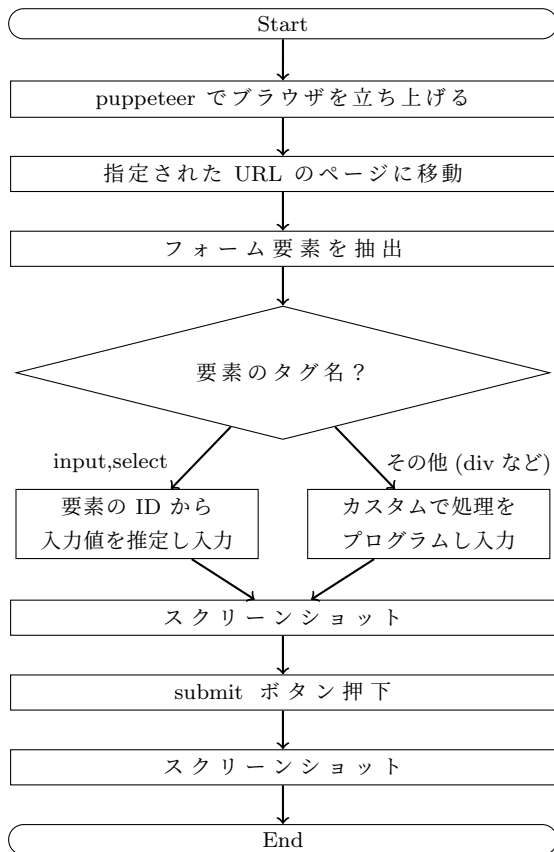 Start
puppeteer でブラウザを立ち上げる
指定された URL のページに移動
フォーム要素を抽出
要素のタグ名？
input,select
その他 (div など)
要素の ID から
入力値を推定し入力
カスタムで処理を
プログラムし入力
スクリーンショット
submit ボタン押下
スクリーンショット
End